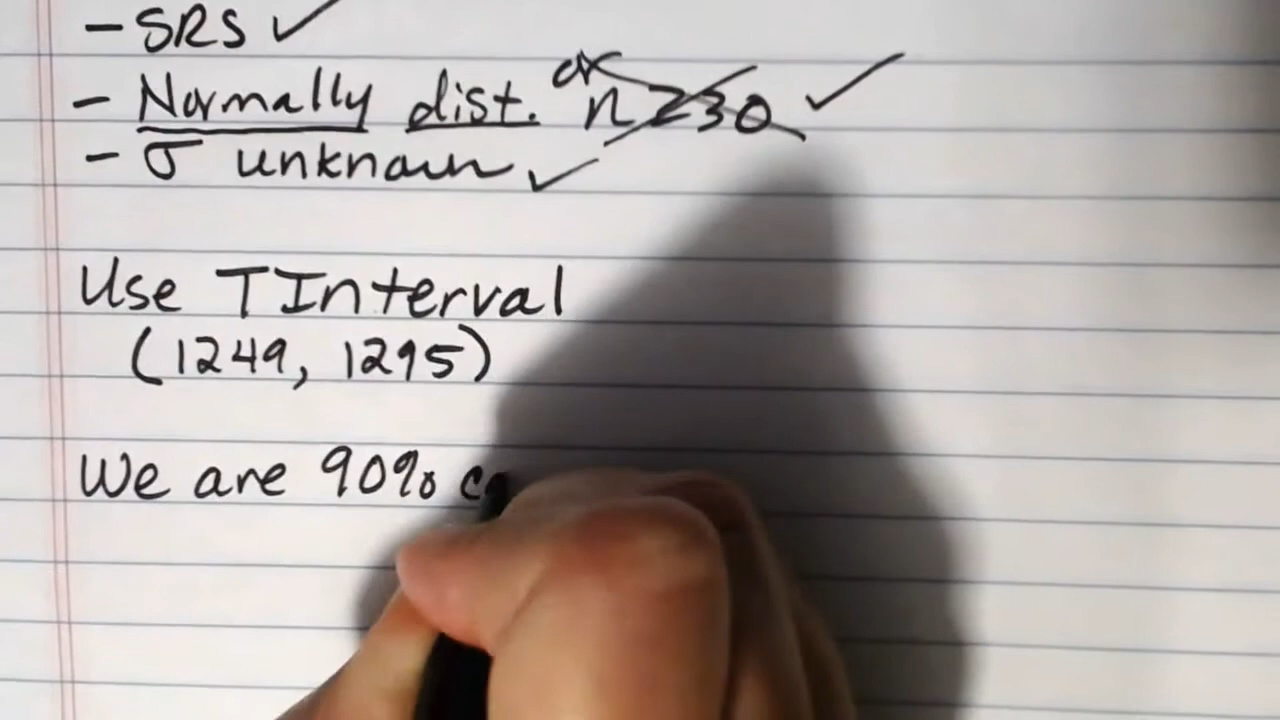 - SRS ✓
- Normally dist. or n≥30 ✓
- σ unknown ✓
Use TInterval
(1249, 1295)
We are 90%